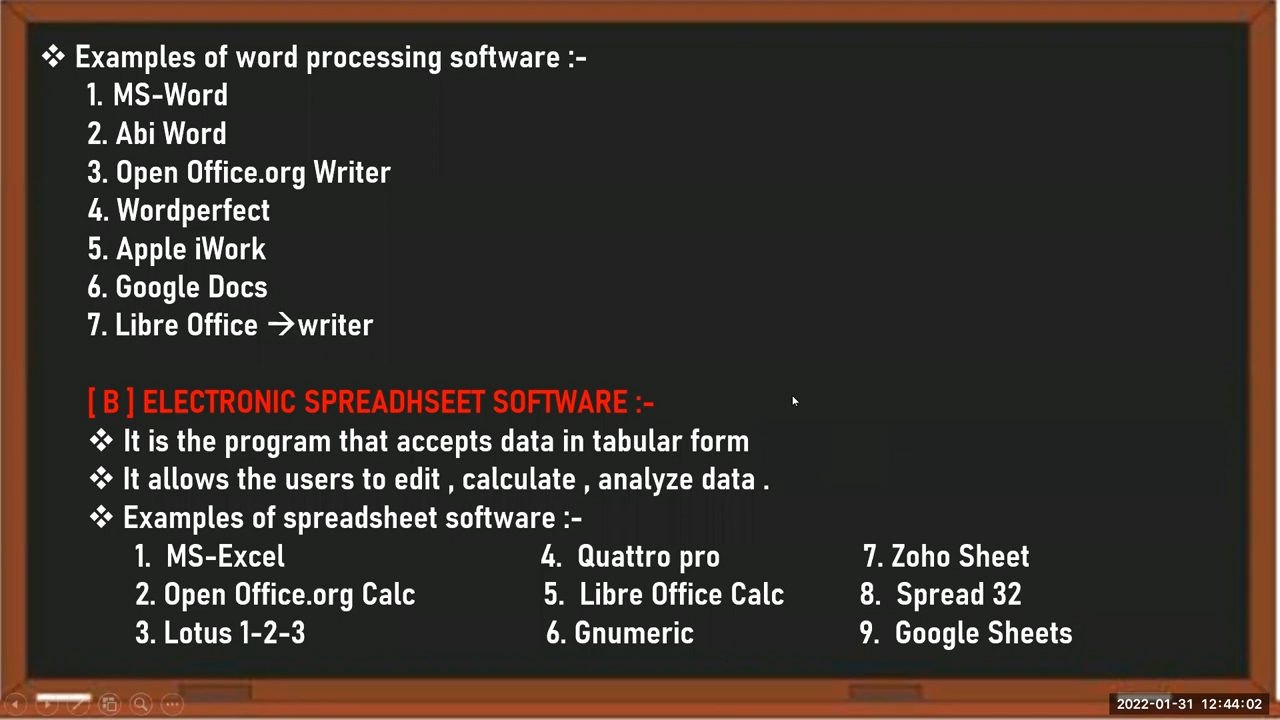 ❖ Examples of word processing software :-
1. MS-Word
2. Abi Word
3. Open Office.org Writer
4. Wordperfect
5. Apple iWork
6. Google Docs
7. Libre Office →writer
[ B ] ELECTRONIC SPREADHSEET SOFTWARE :-
❖ It is the program that accepts data in tabular form
❖ It allows the users to edit , calculate , analyze data .
❖ Examples of spreadsheet software :-
1. MS-Excel 4. Quattro pro 7. Zoho Sheet
2. Open Office.org Calc 5. Libre Office Calc 8. Spread 32
3. Lotus 1-2-3 6. Gnumeric 9. Google Sheets
2022-01-31 12:44:02